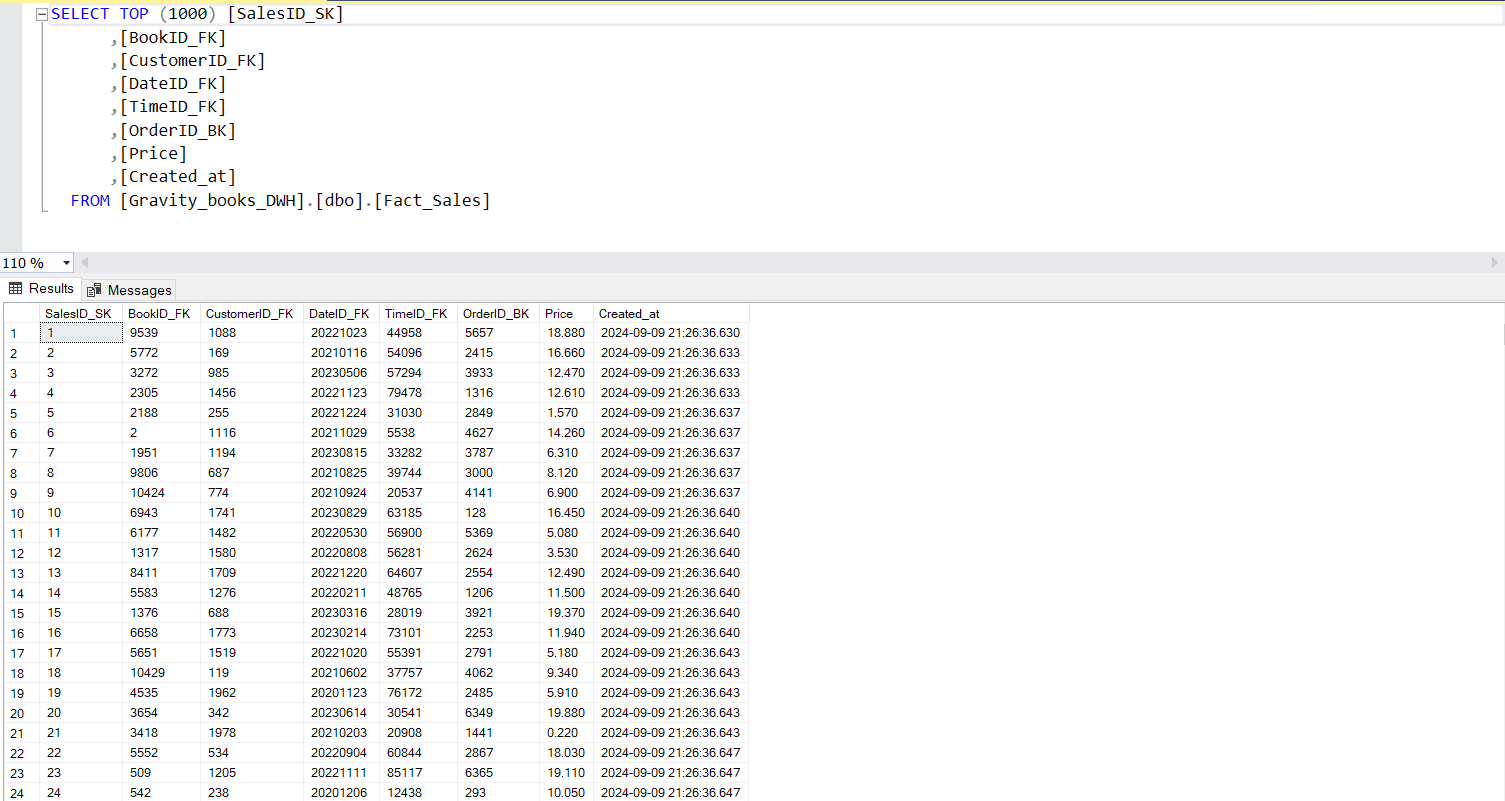 SELECT TOP (1000) [SalesID_SK]
,[BookID_FK]
,[CustomerID_FK]
,[DateID_FK]
,[TimeID_FK]
,[OrderID_BK]
,[Price]
,[Created_at]
FROM [Gravity_books_DWH].[dbo].[Fact_Sales]
110 %
Results Messages
SalesID_SK BookID_FK CustomerID_FK DateID_FK TimeID_FK OrderID_BK Price Created_at
1 1 9539 1088 20221023 44958 5657 18.880 2024-09-09 21:26:36.630
2 2 5772 169 20210116 54096 2415 16.660 2024-09-09 21:26:36.633
3 3 3272 985 20230506 57294 3933 12.470 2024-09-09 21:26:36.633
4 4 2305 1456 20221123 79478 1316 12.610 2024-09-09 21:26:36.633
5 5 2188 255 20221224 31030 2849 1.570 2024-09-09 21:26:36.637
6 6 2 1116 20211029 5538 4627 14.260 2024-09-09 21:26:36.637
7 7 1951 1194 20230815 33282 3787 6.310 2024-09-09 21:26:36.637
8 8 9806 687 20210825 39744 3000 8.120 2024-09-09 21:26:36.637
9 9 10424 774 20210924 20537 4141 6.900 2024-09-09 21:26:36.637
10 10 6943 1741 20230829 63185 128 16.450 2024-09-09 21:26:36.640
11 11 6177 1482 20220530 56900 5369 5.080 2024-09-09 21:26:36.640
12 12 1317 1580 20220808 56281 2624 3.530 2024-09-09 21:26:36.640
13 13 8411 1709 20221220 64607 2554 12.490 2024-09-09 21:26:36.640
14 14 5583 1276 20220211 48765 1206 11.500 2024-09-09 21:26:36.640
15 15 1376 688 20230316 28019 3921 19.370 2024-09-09 21:26:36.640
16 16 6658 1773 20230214 73101 2253 11.940 2024-09-09 21:26:36.640
17 17 5651 1519 20221020 55391 2791 5.180 2024-09-09 21:26:36.643
18 18 10429 119 20210602 37757 4062 9.340 2024-09-09 21:26:36.643
19 19 4535 1962 20201123 76172 2485 5.910 2024-09-09 21:26:36.643
20 20 3654 342 20230614 30541 6349 19.880 2024-09-09 21:26:36.643
21 21 3418 1978 20210203 20908 1441 0.220 2024-09-09 21:26:36.643
22 22 5552 534 20220904 60844 2867 18.030 2024-09-09 21:26:36.647
23 23 509 1205 20221111 85117 6365 19.110 2024-09-09 21:26:36.647
24 24 542 238 20201206 12438 293 10.050 2024-09-09 21:26:36.647